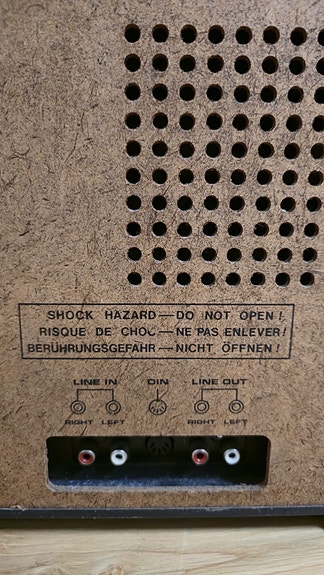 SHOCK HAZARD — DO NOT OPEN!
RISQUE DE CHOC — NE PAS ENLEVER!
BERÜHRUNGSGEFAHR — NICHT ÖFFNEN!
LINE IN DIN LINE OUT
RIGHT LEFT RIGHT LEFT